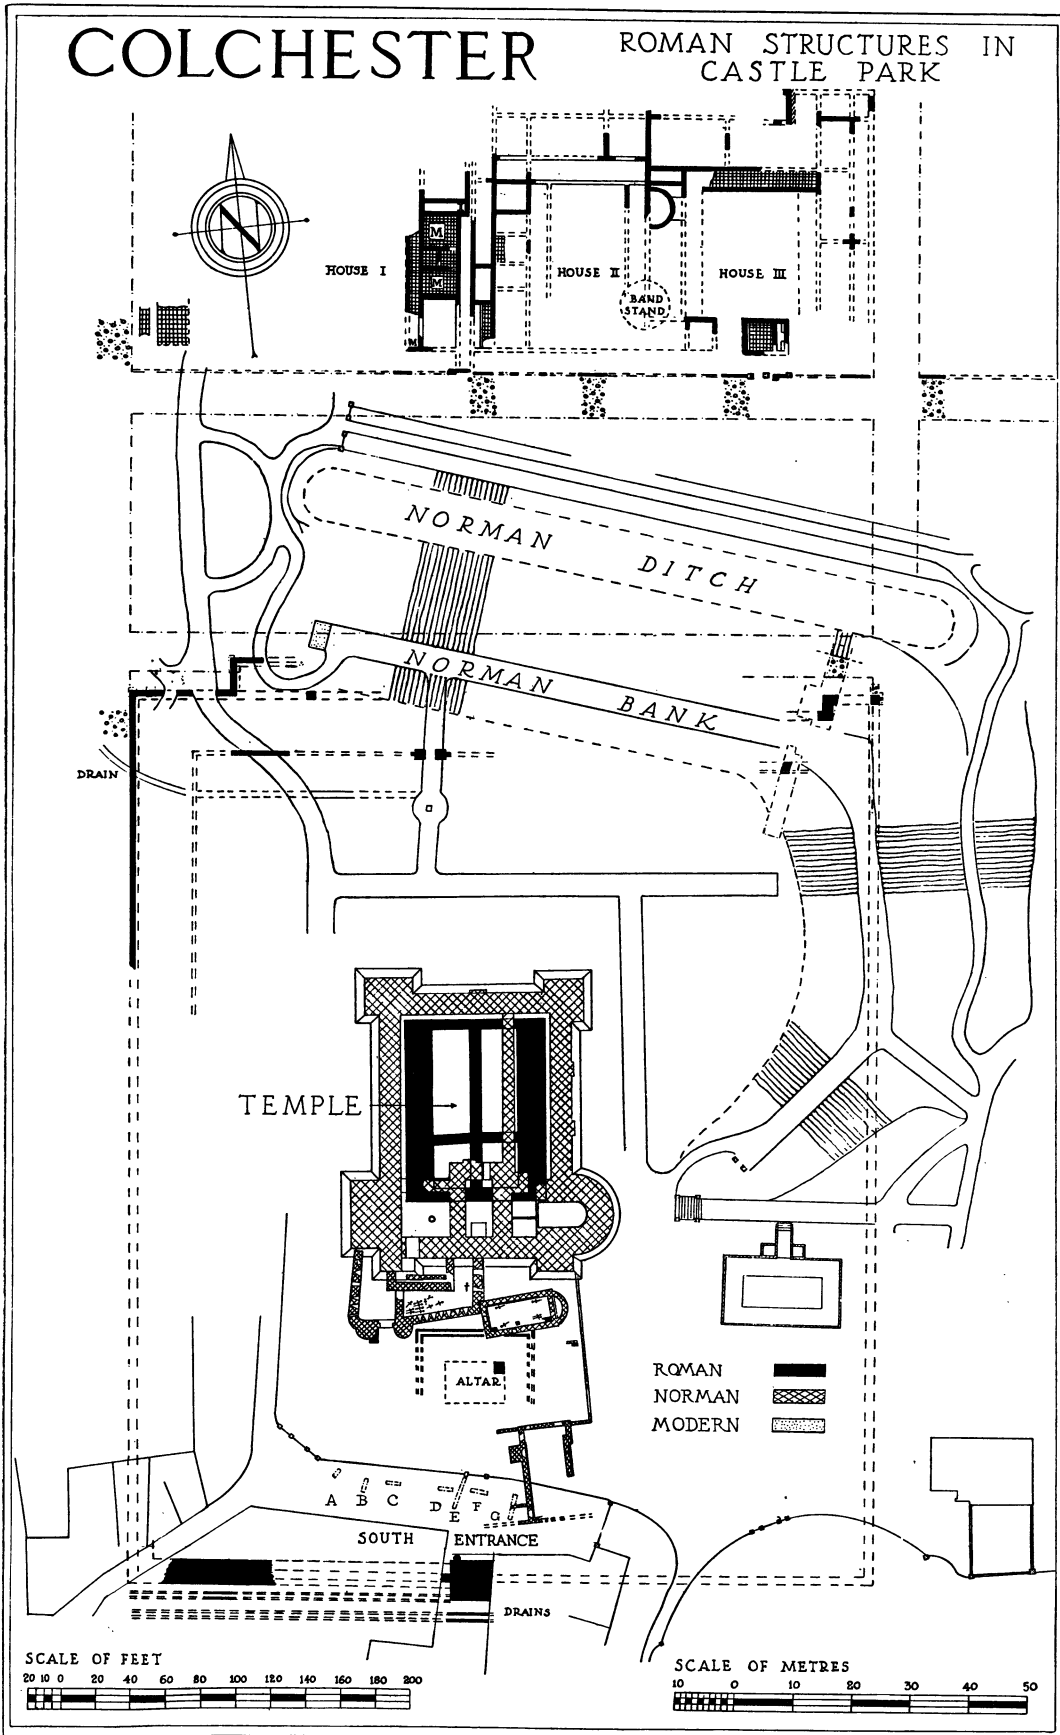 COLCHESTER
ROMAN STRUCTURES IN
CASTLE PARK
N
M
HOUSE I
HOUSE II
HOUSE III
M
BAND
STAND
M
NORMAN DITCH
NORMAN BANK
DRAIN
TEMPLE
ALTAR
ROMAN
NORMAN
MODERN
A B C D E F G
SOUTH ENTRANCE
DRAINS
SCALE OF FEET
20 10 0 20 40 60 80 100 120 140 160 180 200
SCALE OF METRES
10 0 10 20 30 40 50